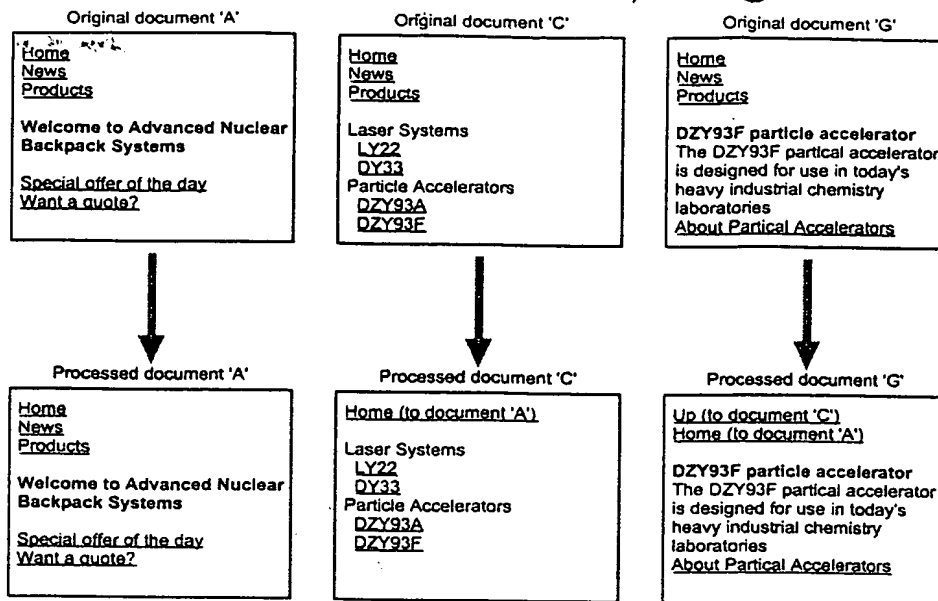 Original document 'A'
Home
News
Products
Welcome to Advanced Nuclear
Backpack Systems
Special offer of the day
Want a quote?
Original document 'C'
Home
News
Products
Laser Systems
LY22
DY33
Particle Accelerators
DZY93A
DZY93F
Original document 'G'
Home
News
Products
DZY93F particle accelerator
The DZY93F partical accelerator
is designed for use in today's
heavy industrial chemistry
laboratories
About Partical Accelerators
Processed document 'A'
Home
News
Products
Welcome to Advanced Nuclear
Backpack Systems
Special offer of the day
Want a quote?
Processed document 'C'
Home (to document 'A')
Laser Systems
LY22
DY33
Particle Accelerators
DZY93A
DZY93F
Processed document 'G'
Up (to document 'C')
Home (to document 'A')
DZY93F particle accelerator
The DZY93F partical accelerator
is designed for use in today's
heavy industrial chemistry
laboratories
About Partical Accelerators